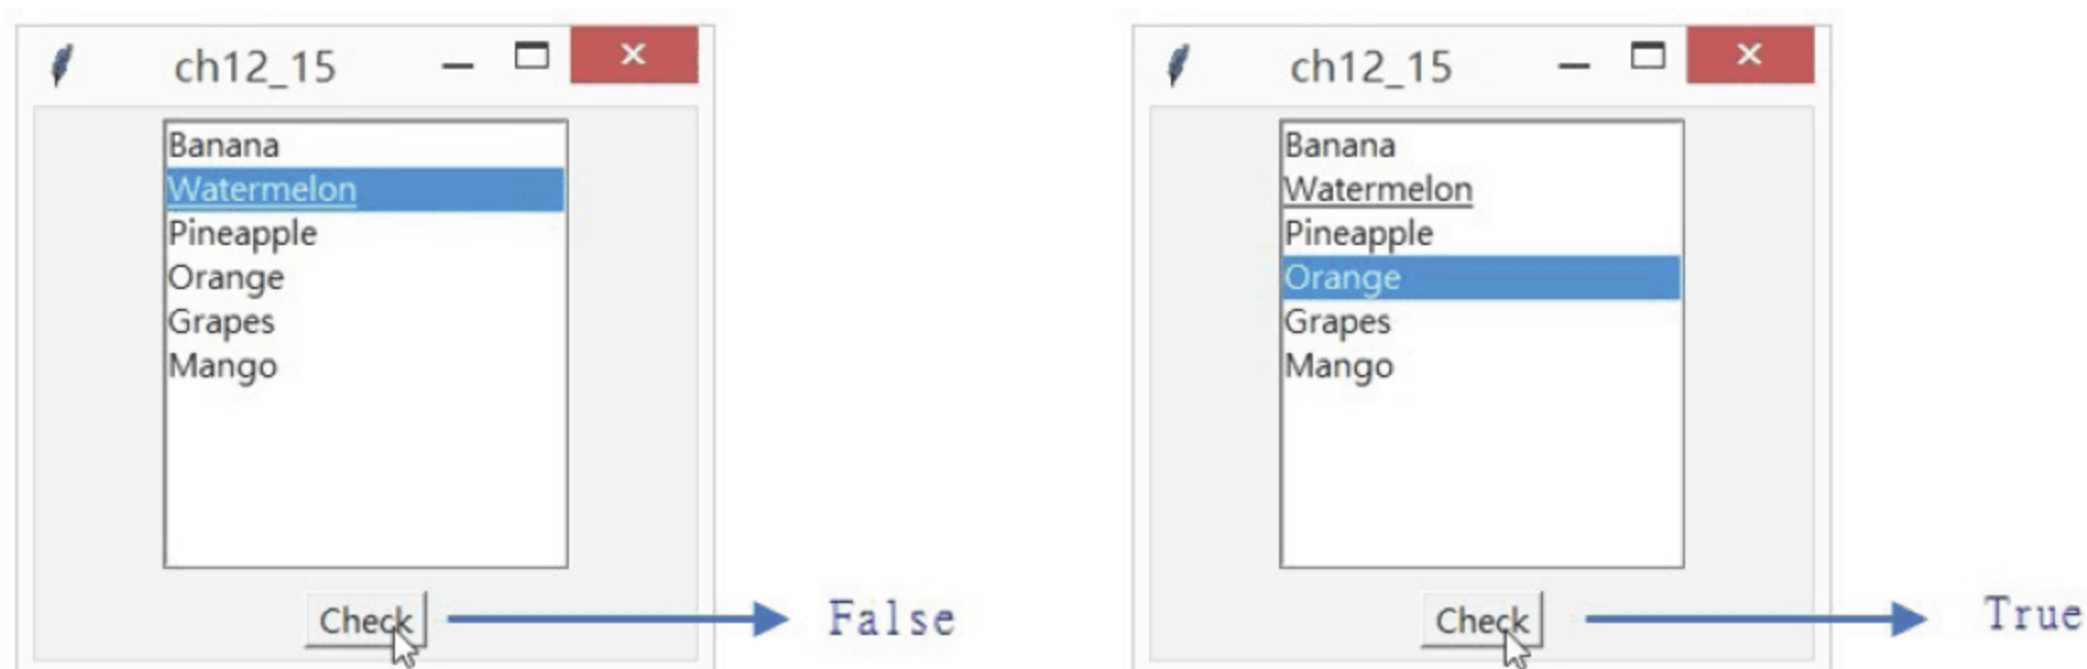 ch12_15
Banana
Watermelon
Pineapple
Orange
Grapes
Mango
Check
False
ch12_15
Banana
Watermelon
Pineapple
Orange
Grapes
Mango
Check
True